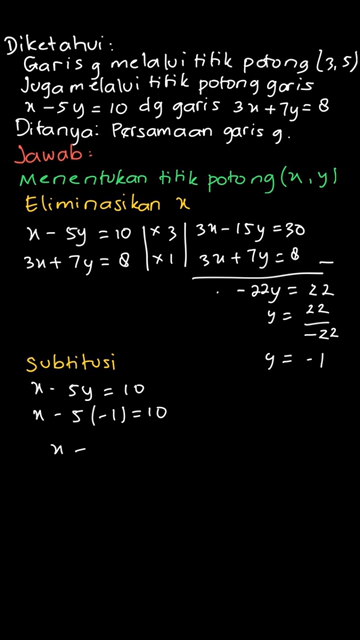 Diketahui:
Garis g melalui titik potong (3,5)
Juga melalui titik potong garis
x - 5y = 10 dg garis 3x + 7y = 8
Ditanya: Persamaan garis g.
Jawab:
Menentukan titik potong (x, y)
Eliminasikan x
x - 5y = 10 | × 3 | 3x - 15y = 30
3x + 7y = 8 | × 1 | 3x + 7y = 8 -
-22y = 22
y = 22/-22
y = -1
Subtitusi
x - 5y = 10
x - 5(-1) = 10
x -